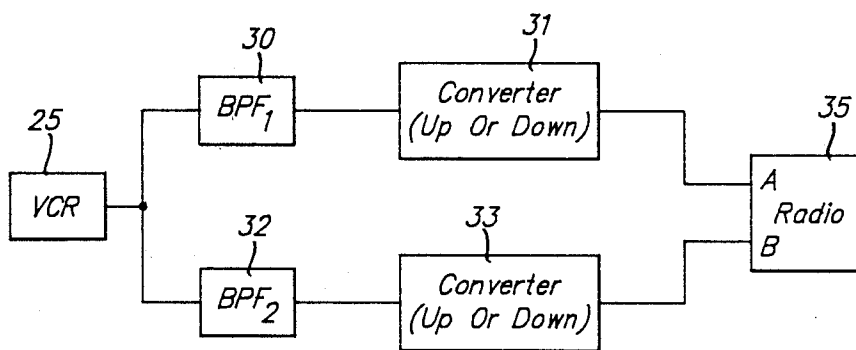 30
BPF1
31
Converter
(Up Or Down)
25
VCR
35
A
Radio
B
32
BPF2
33
Converter
(Up Or Down)